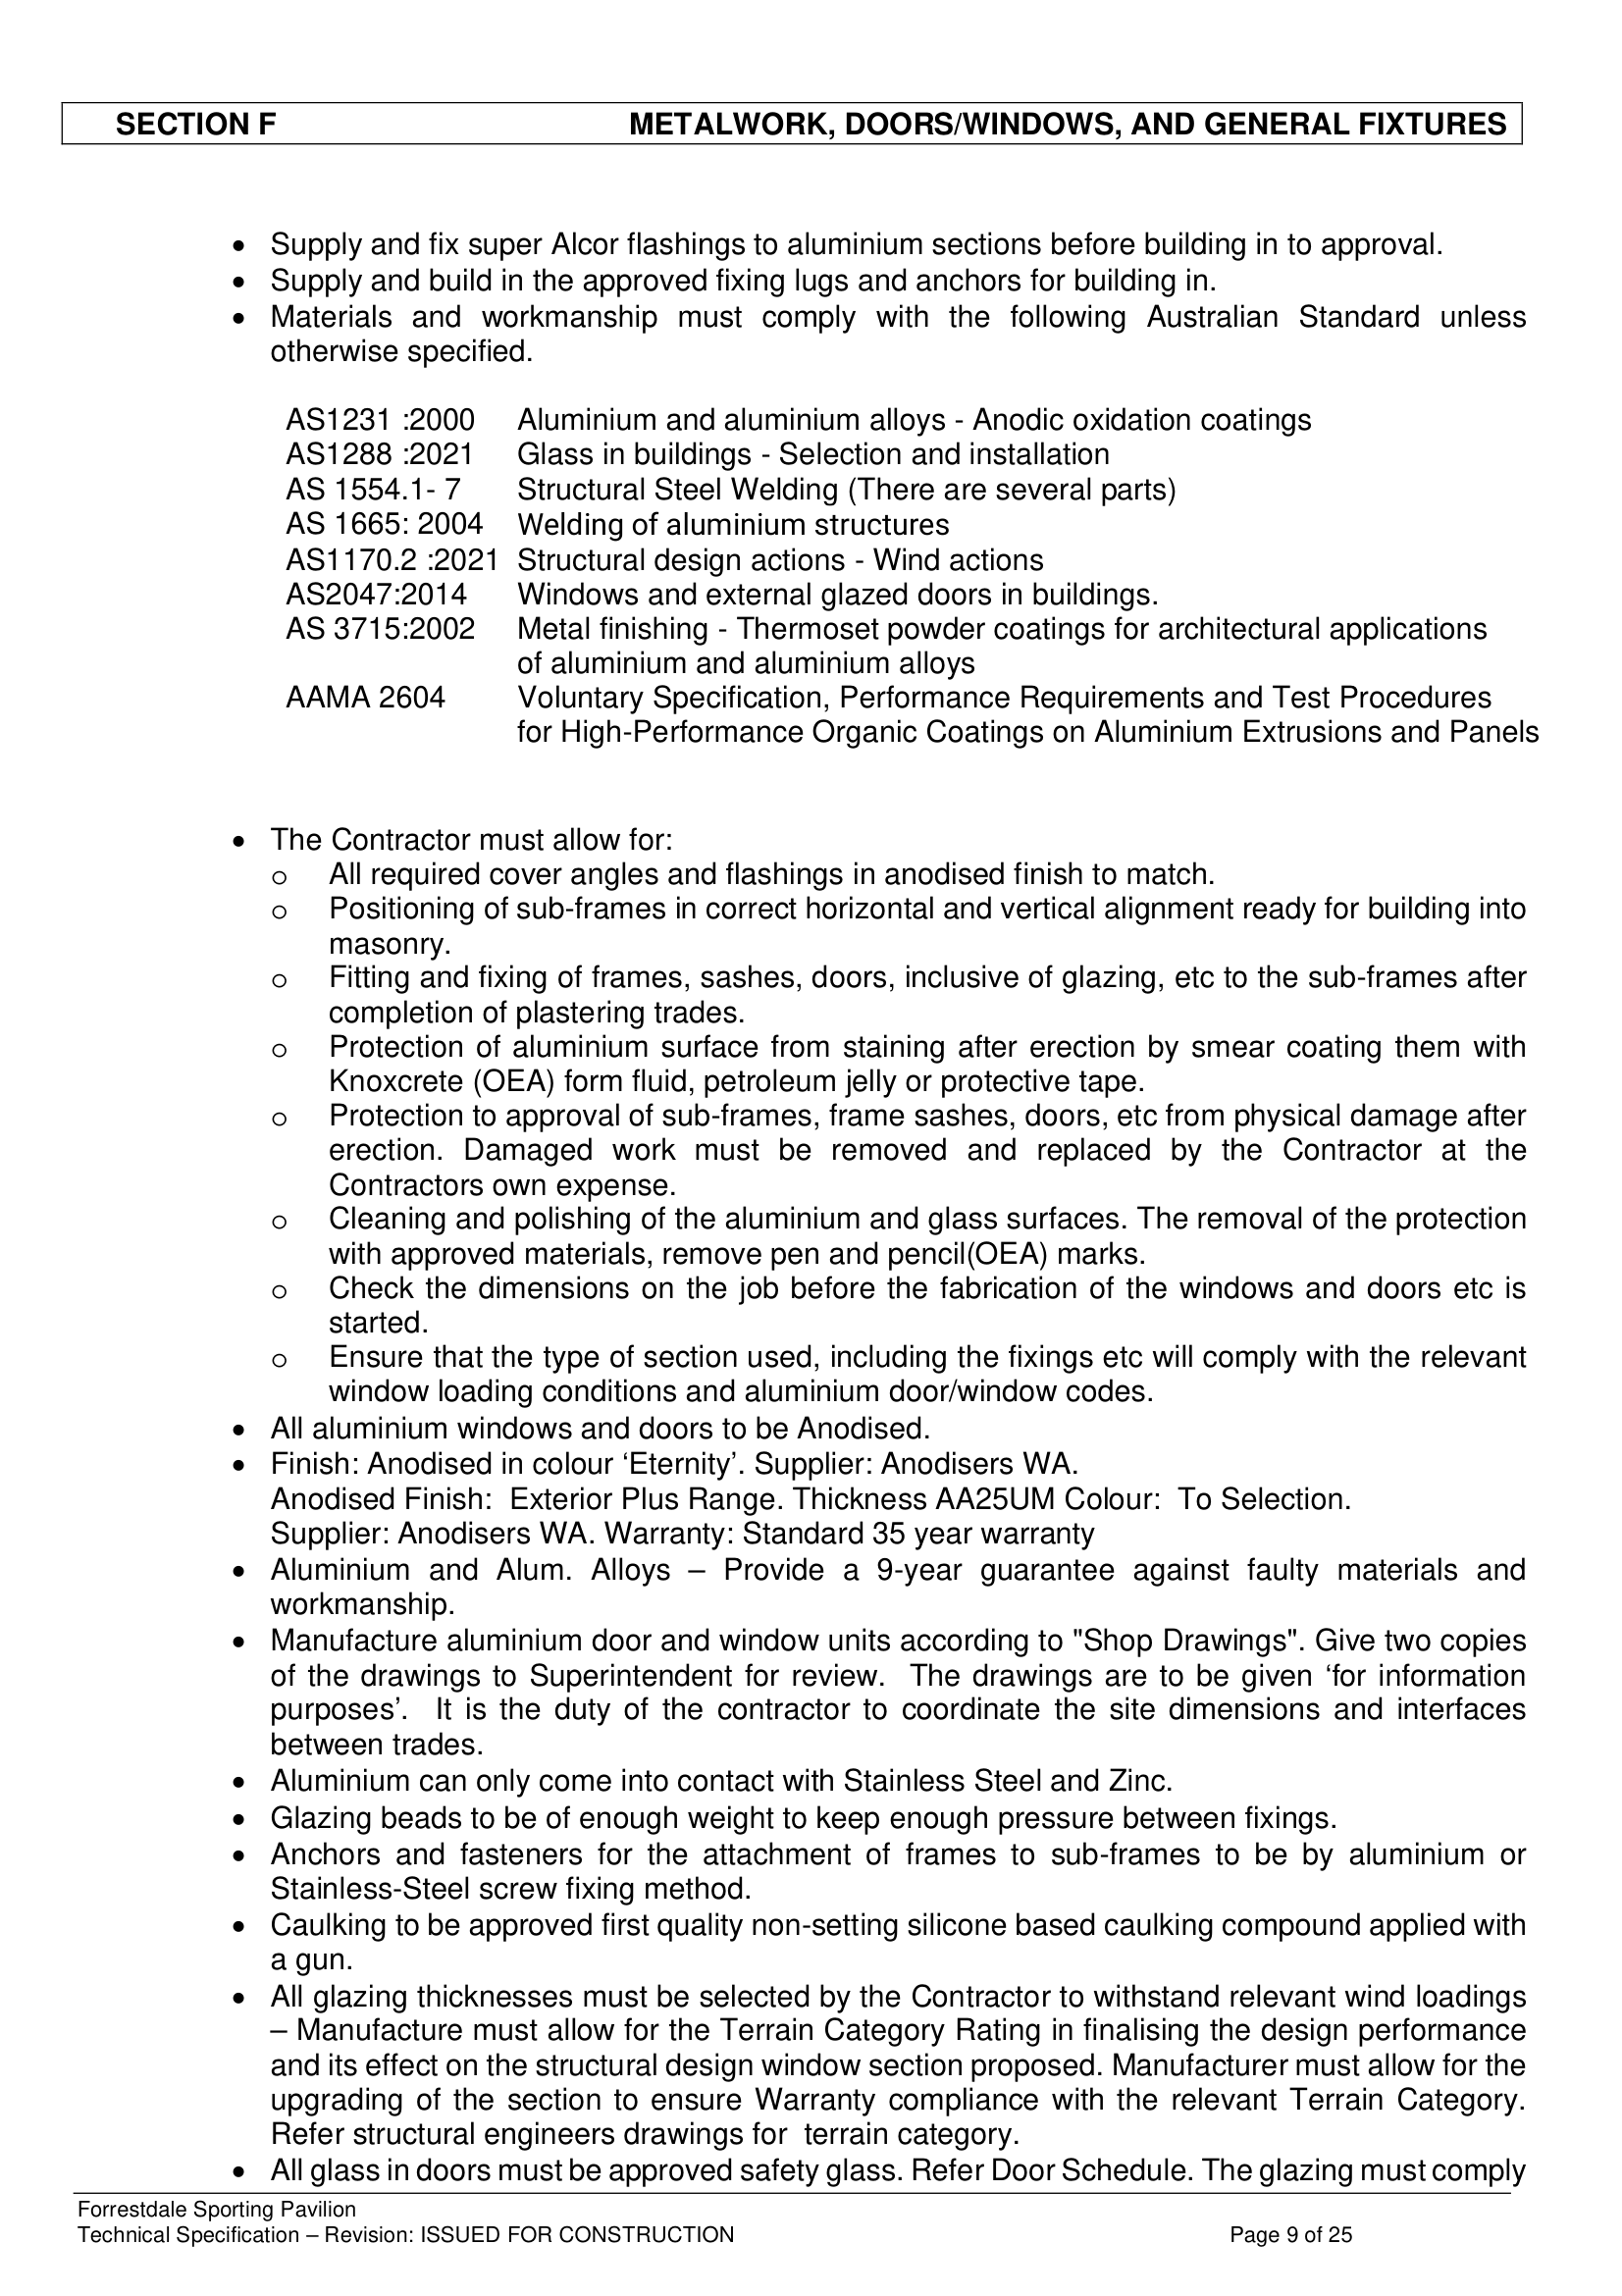 SECTION F METALWORK, DOORS/WINDOWS, AND GENERAL FIXTURES
• Supply and fix super Alcor flashings to aluminium sections before building in to approval.
• Supply and build in the approved fixing lugs and anchors for building in.
• Materials and workmanship must comply with the following Australian Standard unless
otherwise specified.
AS1231 :2000 Aluminium and aluminium alloys - Anodic oxidation coatings
AS1288 :2021 Glass in buildings - Selection and installation
AS 1554.1- 7 Structural Steel Welding (There are several parts)
AS 1665: 2004 Welding of aluminium structures
AS1170.2 :2021 Structural design actions - Wind actions
AS2047:2014 Windows and external glazed doors in buildings.
AS 3715:2002 Metal finishing - Thermoset powder coatings for architectural applications
of aluminium and aluminium alloys
AAMA 2604 Voluntary Specification, Performance Requirements and Test Procedures
for High-Performance Organic Coatings on Aluminium Extrusions and Panels
• The Contractor must allow for:
o All required cover angles and flashings in anodised finish to match.
o Positioning of sub-frames in correct horizontal and vertical alignment ready for building into
masonry.
o Fitting and fixing of frames, sashes, doors, inclusive of glazing, etc to the sub-frames after
completion of plastering trades.
o Protection of aluminium surface from staining after erection by smear coating them with
Knoxcrete (OEA) form fluid, petroleum jelly or protective tape.
o Protection to approval of sub-frames, frame sashes, doors, etc from physical damage after
erection. Damaged work must be removed and replaced by the Contractor at the
Contractors own expense.
o Cleaning and polishing of the aluminium and glass surfaces. The removal of the protection
with approved materials, remove pen and pencil(OEA) marks.
o Check the dimensions on the job before the fabrication of the windows and doors etc is
started.
o Ensure that the type of section used, including the fixings etc will comply with the relevant
window loading conditions and aluminium door/window codes.
• All aluminium windows and doors to be Anodised.
• Finish: Anodised in colour ‘Eternity’. Supplier: Anodisers WA.
Anodised Finish:  Exterior Plus Range. Thickness AA25UM Colour:  To Selection.
Supplier: Anodisers WA. Warranty: Standard 35 year warranty
• Aluminium and Alum. Alloys – Provide a 9-year guarantee against faulty materials and
workmanship.
• Manufacture aluminium door and window units according to "Shop Drawings". Give two copies
of the drawings to Superintendent for review.  The drawings are to be given ‘for information
purposes’.  It is the duty of the contractor to coordinate the site dimensions and interfaces
between trades.
• Aluminium can only come into contact with Stainless Steel and Zinc.
• Glazing beads to be of enough weight to keep enough pressure between fixings.
• Anchors and fasteners for the attachment of frames to sub-frames to be by aluminium or
Stainless-Steel screw fixing method.
• Caulking to be approved first quality non-setting silicone based caulking compound applied with
a gun.
• All glazing thicknesses must be selected by the Contractor to withstand relevant wind loadings
– Manufacture must allow for the Terrain Category Rating in finalising the design performance
and its effect on the structural design window section proposed. Manufacturer must allow for the
upgrading of the section to ensure Warranty compliance with the relevant Terrain Category.
Refer structural engineers drawings for  terrain category.
• All glass in doors must be approved safety glass. Refer Door Schedule. The glazing must comply
Forrestdale Sporting Pavilion
Technical Specification – Revision: ISSUED FOR CONSTRUCTION Page 9 of 25